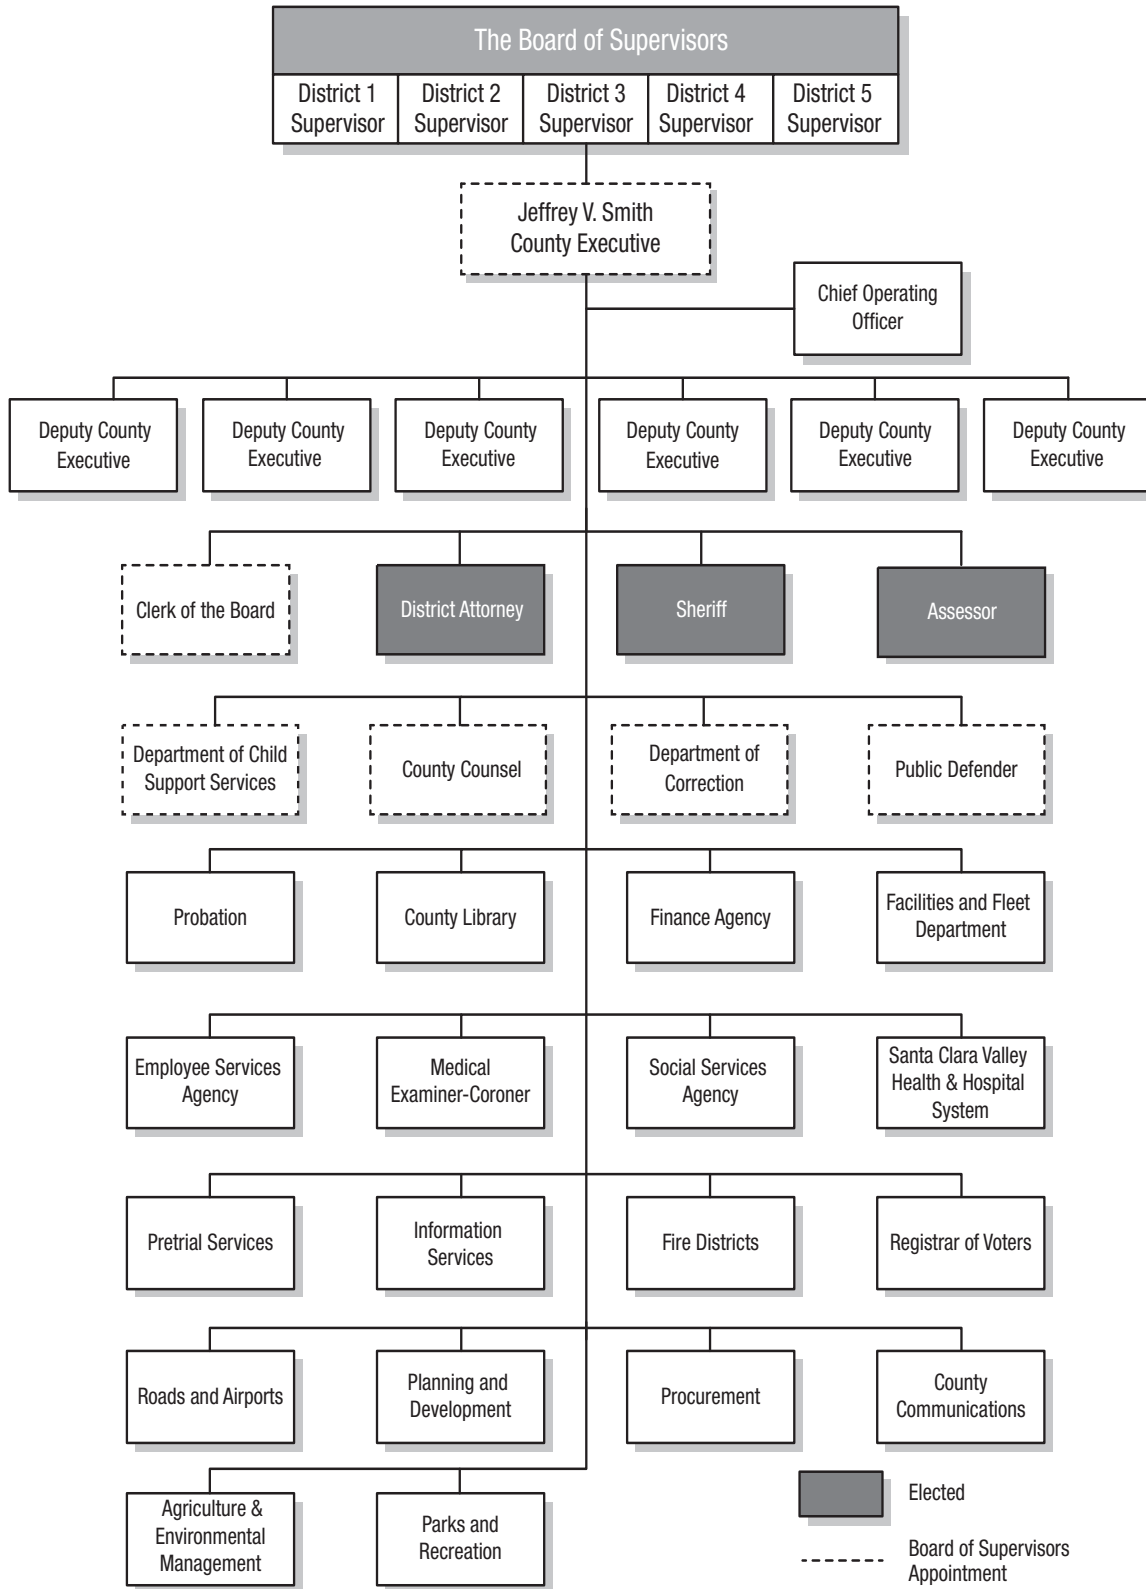 The Board of Supervisors
District 1
Supervisor
District 2
Supervisor
District 3
Supervisor
District 4
Supervisor
District 5
Supervisor
Jeffrey V. Smith
County Executive
Chief Operating
Officer
Deputy County
Executive
Deputy County
Executive
Deputy County
Executive
Deputy County
Executive
Deputy County
Executive
Deputy County
Executive
Clerk of the Board
District Attorney
Sheriff
Assessor
Department of Child
Support Services
County Counsel
Department of
Correction
Public Defender
Probation
County Library
Finance Agency
Facilities and Fleet
Department
Employee Services
Agency
Medical
Examiner-Coroner
Social Services
Agency
Santa Clara Valley
Health & Hospital
System
Pretrial Services
Information
Services
Fire Districts
Registrar of Voters
Roads and Airports
Planning and
Development
Procurement
County
Communications
Agriculture &
Environmental
Management
Parks and
Recreation
Elected
Board of Supervisors
Appointment